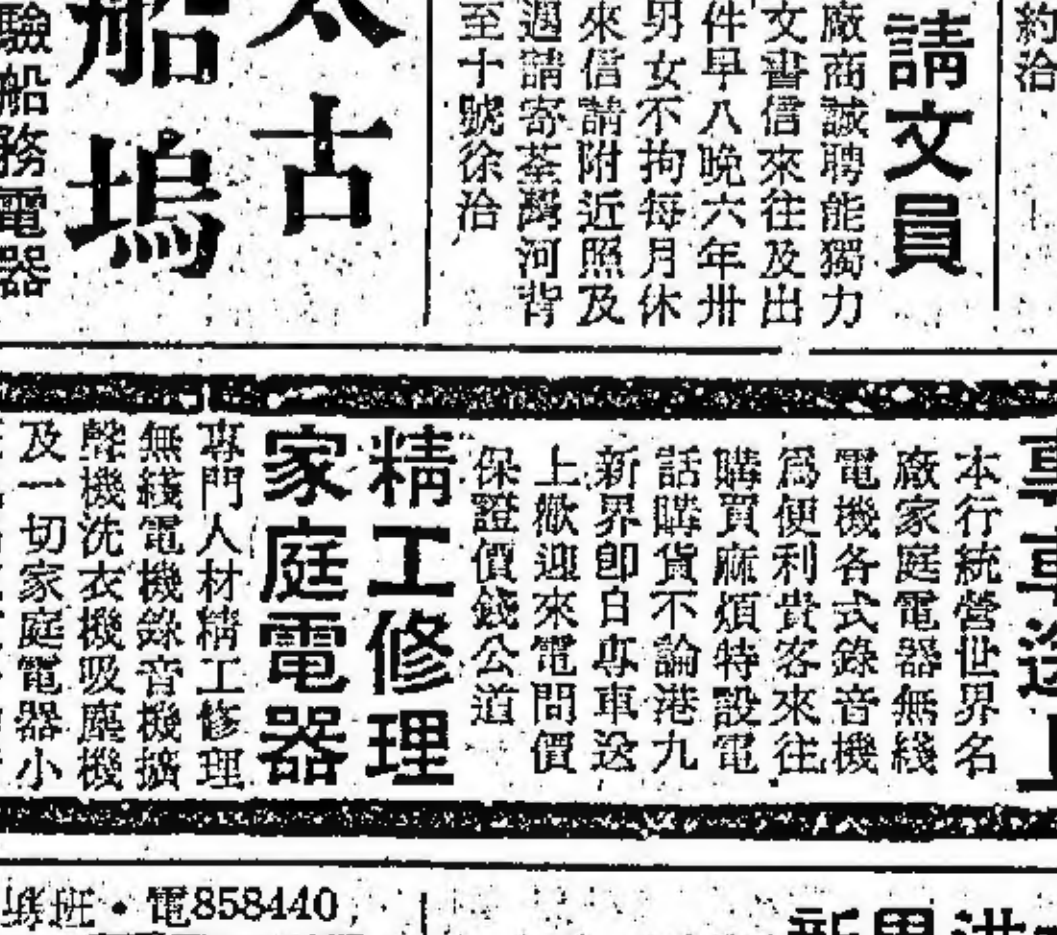 約洽
請文員
廠商誠聘能獨力
文書信來往及出
件早八晚六年卅
男女不拘每月休
來信請附近照及
遇請寄荃灣河背
至十號徐洽
太古
船塢
驗船務電器
本行統營世界名
廠家庭電器無綫
電機各式錄音機
爲便利貴客來往
購買麻煩特設電
話購貨不論港九
新界即日專車送
上歡迎來電問價
保證價錢公道
精工修理
家庭電器
專門人材精工修理
無綫電機錄音機擴
聲機洗衣機吸塵機
及一切家庭電器小
電858440